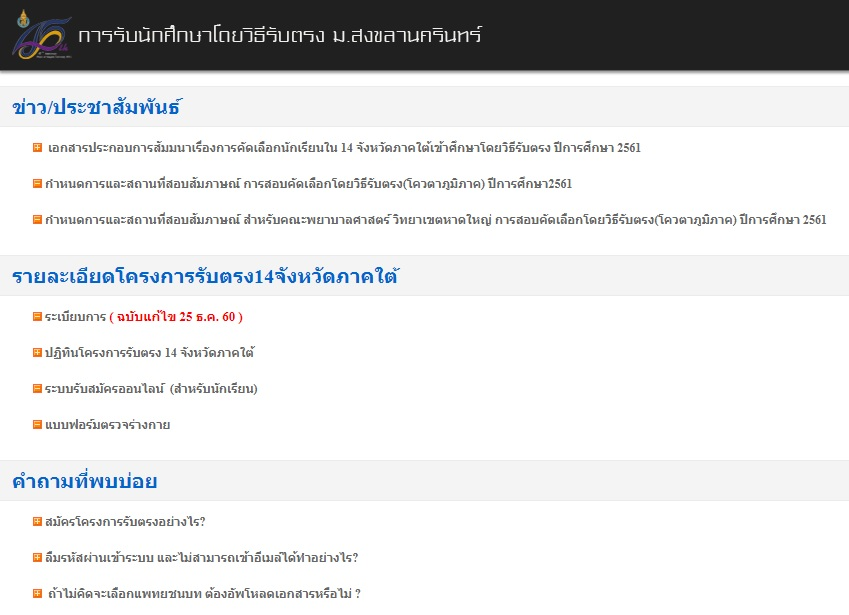 การรับนักศึกษาโดยวิธีรับตรง ม.สงขลานครินทร์
ข่าว/ประชาสัมพันธ์
เอกสารประกอบการสัมมนาเรื่องการคัดเลือกนักเรียนใน 14 จังหวัดภาคใต้เข้าศึกษาโดยวิธีรับตรง ปีการศึกษา 2561
กำหนดการและสถานที่สอบสัมภาษณ์ การสอบคัดเลือกโดยวิธีรับตรง(โควตาภูมิภาค) ปีการศึกษา2561
กำหนดการและสถานที่สอบสัมภาษณ์ สำหรับคณะพยาบาลศาสตร์ วิทยาเขตหาดใหญ่ การสอบคัดเลือกโดยวิธีรับตรง(โควตาภูมิภาค) ปีการศึกษา 2561
รายละเอียดโครงการรับตรง14จังหวัดภาคใต้
ระเบียบการ ( ฉบับแก้ไข 25 ธ.ค. 60 )
ปฏิทินโครงการรับตรง 14 จังหวัดภาคใต้
ระบบรับสมัครออนไลน์ (สำหรับนักเรียน)
แบบฟอร์มตรวจร่างกาย
คำถามที่พบบ่อย
สมัครโครงการรับตรงอย่างไร?
ลืมรหัสผ่านเข้าระบบ และไม่สามารถเข้าอีเมล์ได้ทำอย่างไร?
ถ้าไม่คิดจะเลือกแพทยชนบท ต้องอัพโหลดเอกสารหรือไม่ ?